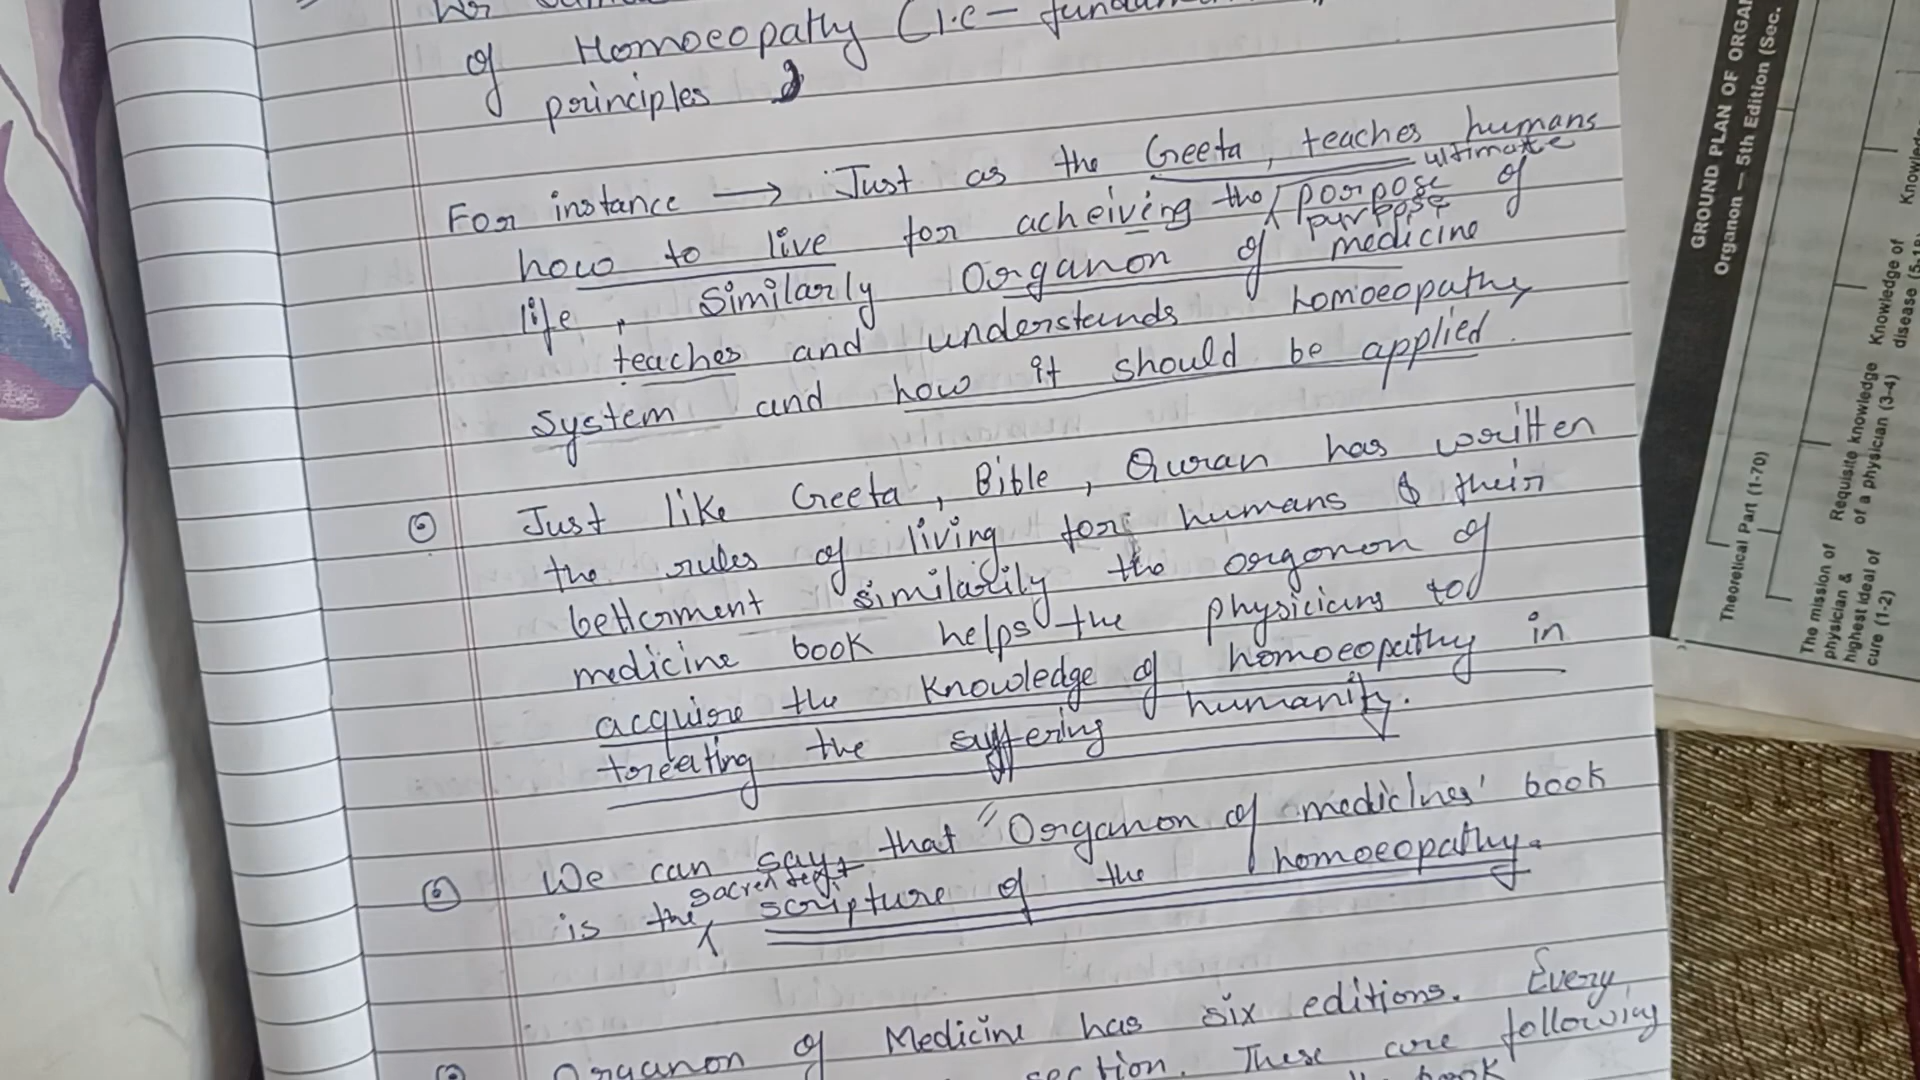 of Homoeopathy (i.e - fundam
principles
For instance → Just as the Geeta, teaches humans
how to live for acheiving the ultimate porpose purpose of
life, Similarly Organon of medicine
teaches and understands homoeopathy
System and how it should be applied.
Just like Geeta, Bible, Quran has written
the rules of living for humans & their
betterment similarily the orgonon of
medicine book helps the physicians to
acquire the knowledge of homoeopathy in
treating the suffering humanity.
We can say that "Organon of medicines' book
is the sacred text scripture of the homoeopathy.
Organon of Medicine has six editions. Every
section. These are following
book
GROUND PLAN OF ORGA
Organon — 5th Edition (Sec.
Theoretical Part (1-70)
The mission of
physician &
highest ideal of
cure (1-2)
Requisite knowledge
of a physician (3-4)
Knowledge of
disease (5-18)